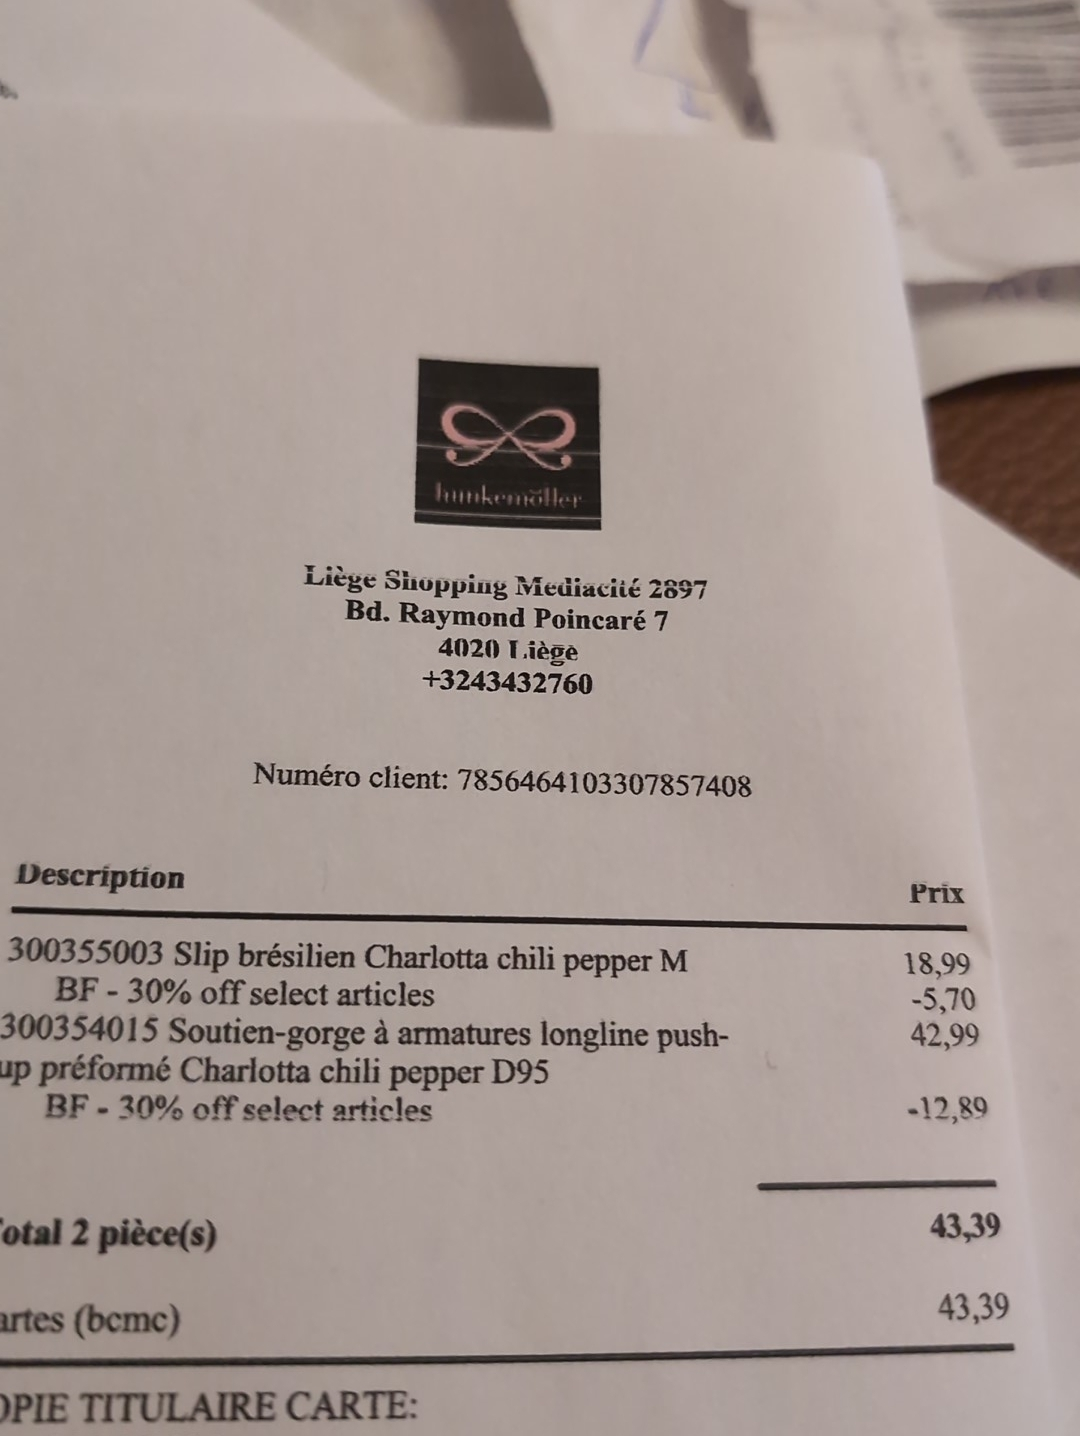 hunkemöller
Liège Shopping Mediacité 2897
Bd. Raymond Poincaré 7
4020 Liège
+3243432760
Numéro client: 7856464103307857408
Description Prix
300355003 Slip brésilien Charlotta chili pepper M 18,99
BF - 30% off select articles -5,70
300354015 Soutien-gorge à armatures longline push- 42,99
up préformé Charlotta chili pepper D95
BF - 30% off select articles -12,89
otal 2 pièce(s) 43,39
artes (bcmc) 43,39
OPIE TITULAIRE CARTE: